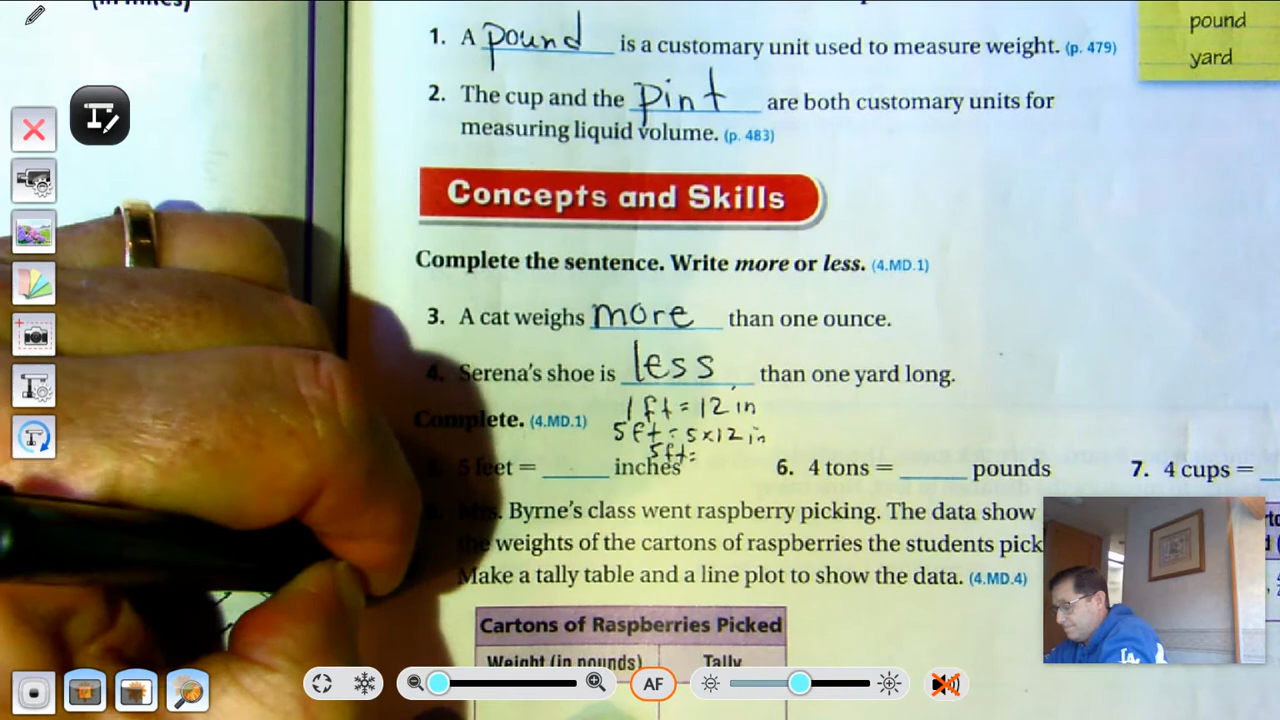 (in miles)
pound
yard
1. A pound is a customary unit used to measure weight. (p. 479)
2. The cup and the pint are both customary units for
measuring liquid volume. (p. 483)
Concepts and Skills
Complete the sentence. Write more or less. (4.MD.1)
3. A cat weighs more than one ounce.
4. Serena's shoe is less than one yard long.
1 ft = 12 in
Complete. (4.MD.1)
5 ft = 5 x 12 in
5 ft =
5 feet = ______ inches
6. 4 tons = ______ pounds
7. 4 cups =
Mrs. Byrne's class went raspberry picking. The data show
the weights of the cartons of raspberries the students pick
Make a tally table and a line plot to show the data. (4.MD.4)
Cartons of Raspberries Picked
Weight (in pounds) Tally
AF
LA